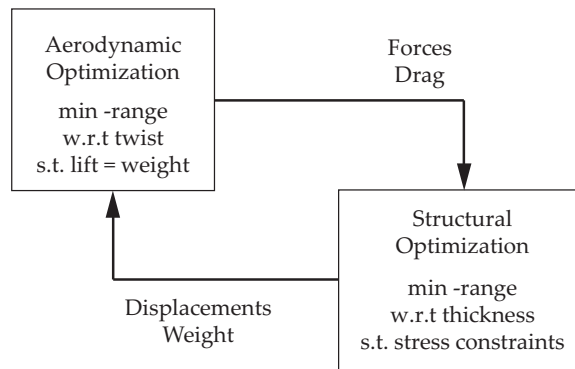 Aerodynamic
Optimization
min -range
w.r.t twist
s.t. lift = weight
Forces
Drag
Structural
Optimization
min -range
w.r.t thickness
s.t. stress constraints
Displacements
Weight